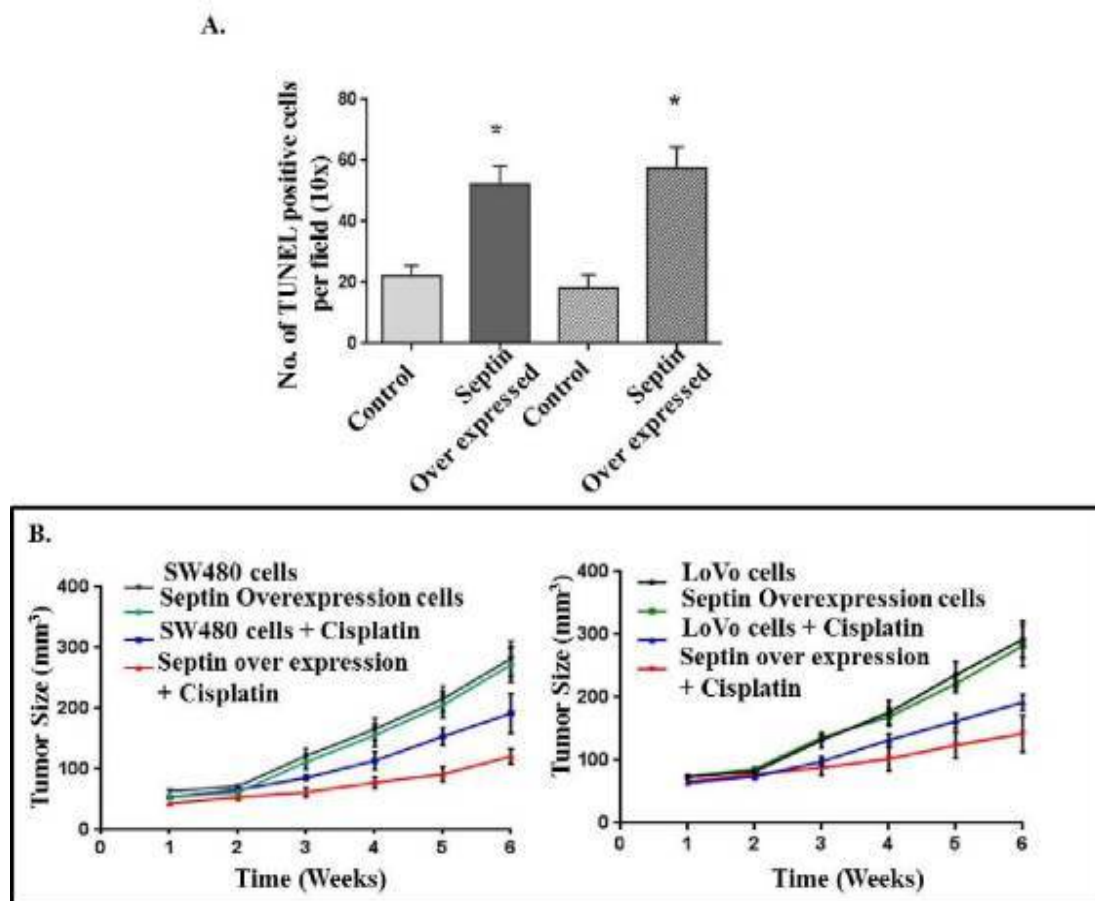 A.
No. of TUNEL positive cells
per field (10x)
80
60
40
20
0
*
*
Control
Septin
Over expressed
Control
Septin
Over expressed
B.
SW480 cells
Septin Overexpression cells
SW480 cells + Cisplatin
Septin over expression
+ Cisplatin
Tumor Size (mm³)
400
300
200
100
0
0 1 2 3 4 5 6
Time (Weeks)
LoVo cells
Septin Overexpression cells
LoVo cells + Cisplatin
Septin over expression
+ Cisplatin
Tumor Size (mm³)
400
300
200
100
0
0 1 2 3 4 5 6
Time (Weeks)